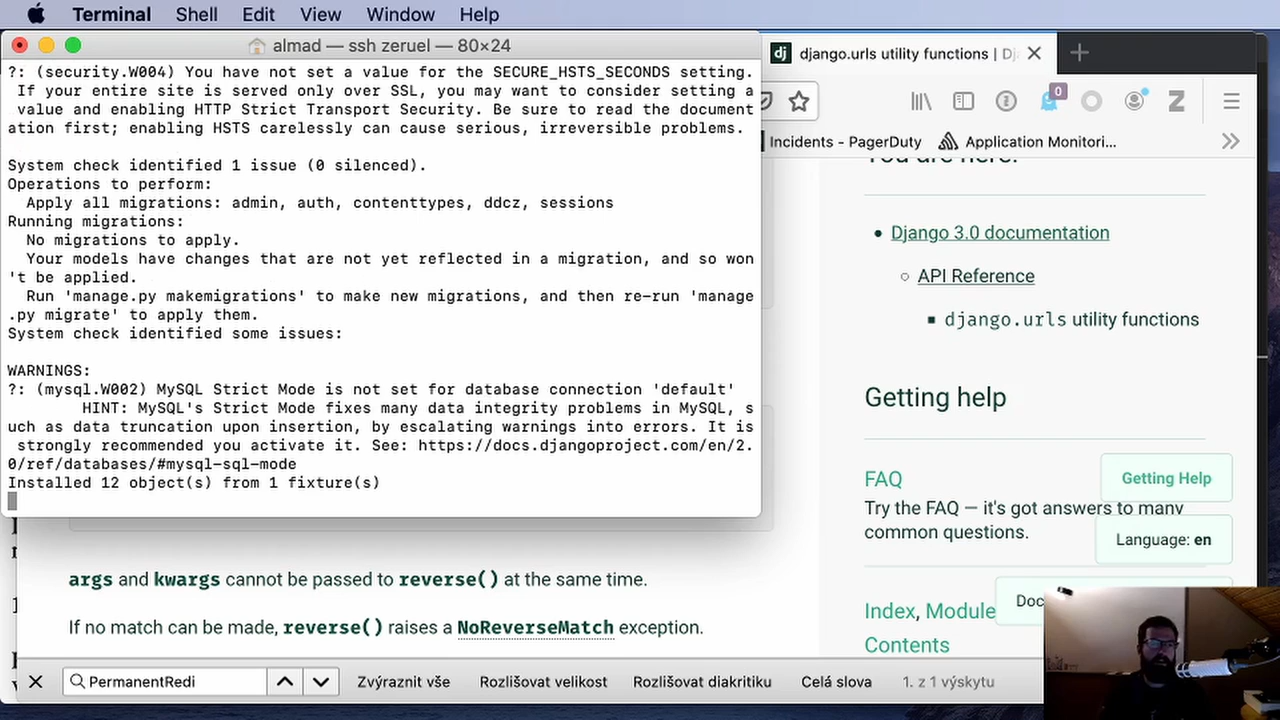 Terminal Shell Edit View Window Help
almad — ssh zeruel — 80×24
?: (security.W004) You have not set a value for the SECURE_HSTS_SECONDS setting.
If your entire site is served only over SSL, you may want to consider setting a
value and enabling HTTP Strict Transport Security. Be sure to read the document
ation first; enabling HSTS carelessly can cause serious, irreversible problems.
System check identified 1 issue (0 silenced).
Operations to perform:
Apply all migrations: admin, auth, contenttypes, ddcz, sessions
Running migrations:
No migrations to apply.
Your models have changes that are not yet reflected in a migration, and so won
't be applied.
Run 'manage.py makemigrations' to make new migrations, and then re-run 'manage
.py migrate' to apply them.
System check identified some issues:
WARNINGS:
?: (mysql.W002) MySQL Strict Mode is not set for database connection 'default'
HINT: MySQL's Strict Mode fixes many data integrity problems in MySQL, s
uch as data truncation upon insertion, by escalating warnings into errors. It is
strongly recommended you activate it. See: https://docs.djangoproject.com/en/2.
0/ref/databases/#mysql-sql-mode
Installed 12 object(s) from 1 fixture(s)
dj django.urls utility functions | Dj
0
Z
Incidents - PagerDuty Application Monitori...
You are here:
Django 3.0 documentation
API Reference
django.urls utility functions
Getting help
FAQ
Getting Help
Try the FAQ — it's got answers to many
common questions.
Language: en
Index, Module
Doc
Contents
args and kwargs cannot be passed to reverse() at the same time.
If no match can be made, reverse() raises a NoReverseMatch exception.
PermanentRedi Zvýraznit vše Rozlišovat velikost Rozlišovat diakritiku Celá slova 1. z 1 výskytu